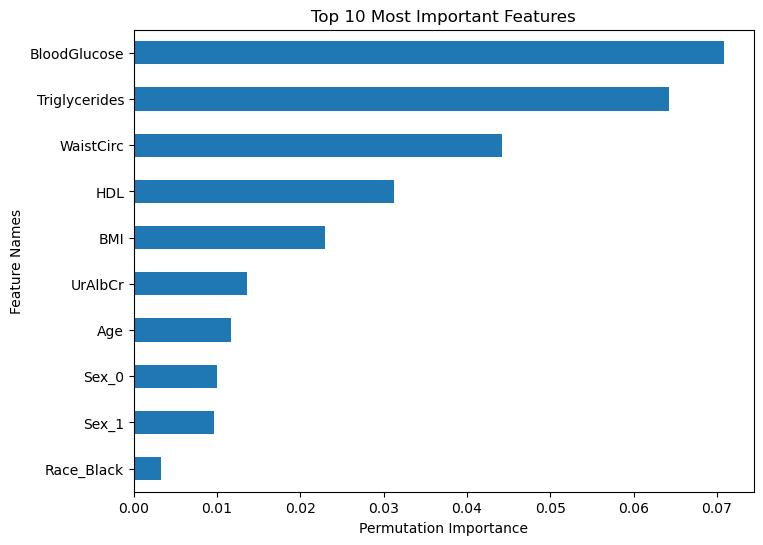 Top 10 Most Important Features
Feature Names
BloodGlucose
Triglycerides
WaistCirc
HDL
BMI
UrAlbCr
Age
Sex_0
Sex_1
Race_Black
0.00 0.01 0.02 0.03 0.04 0.05 0.06 0.07
Permutation Importance